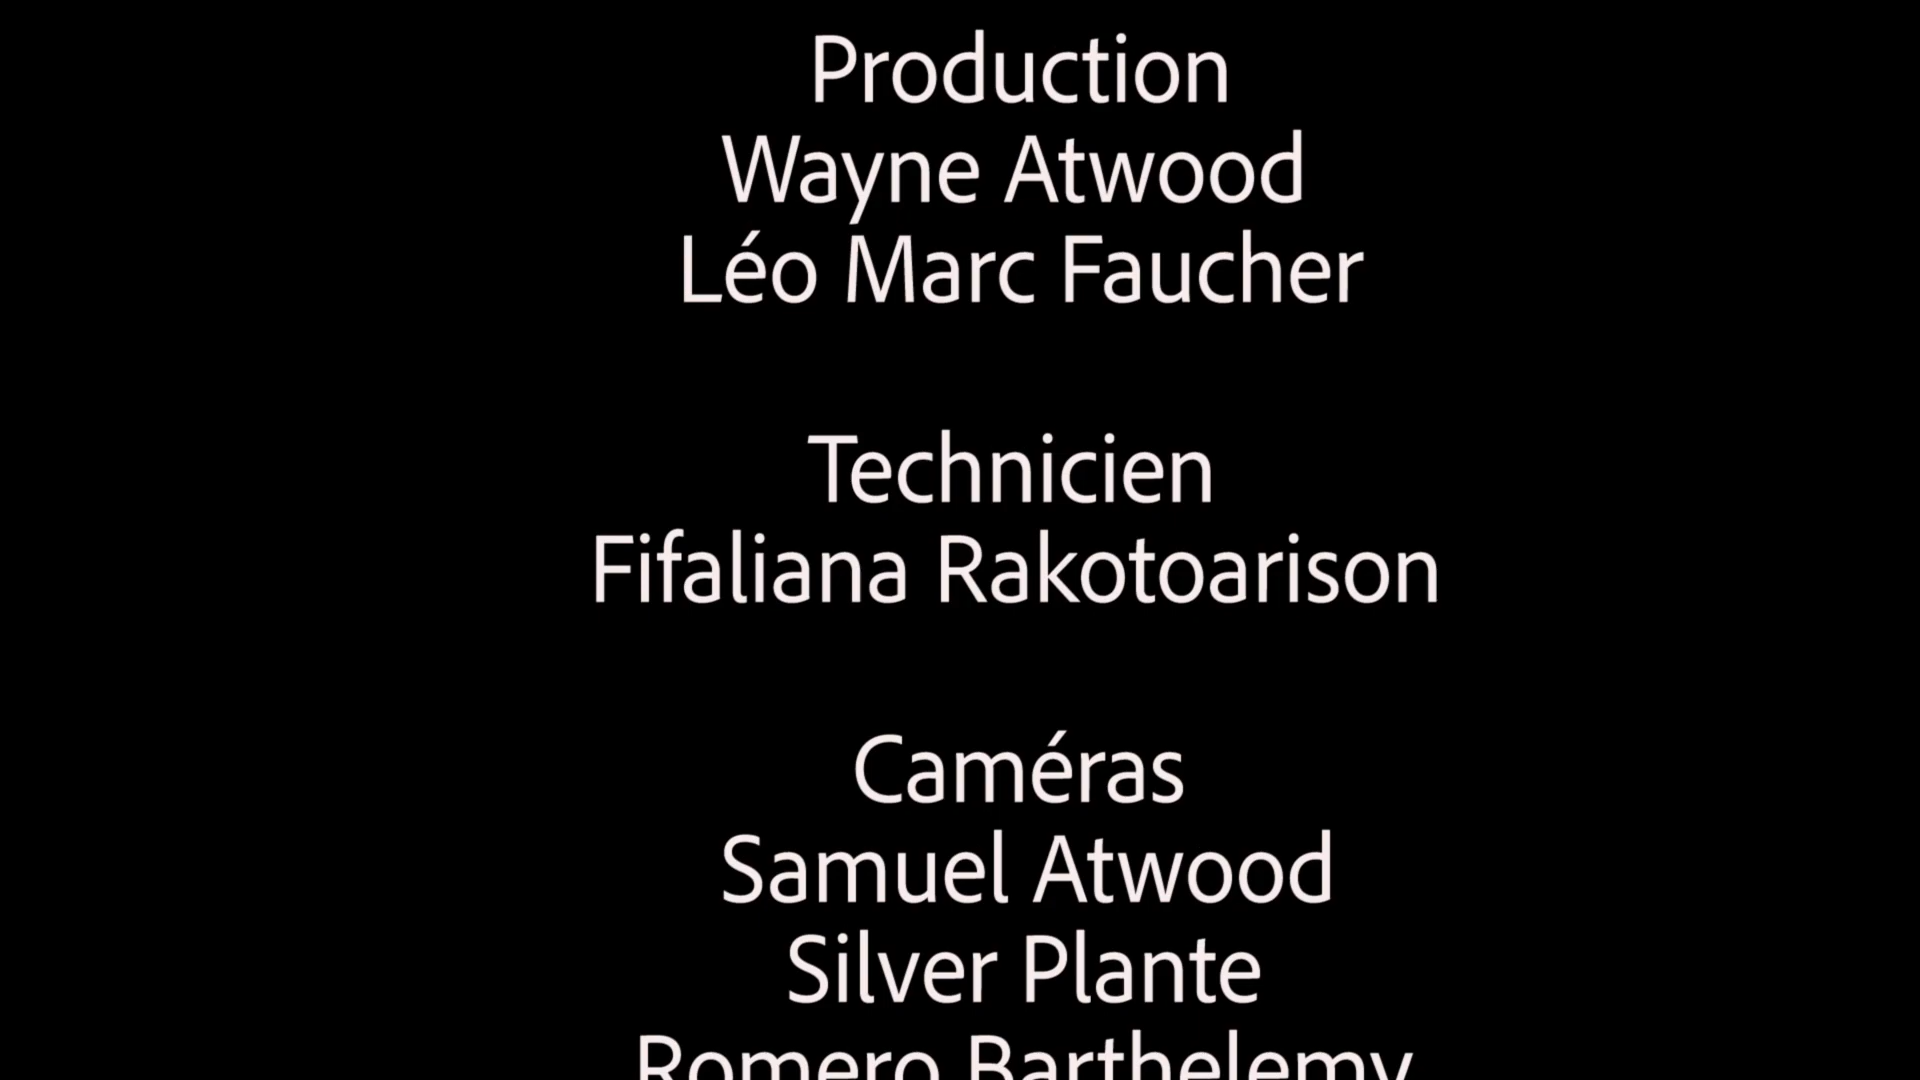 Production
Wayne Atwood
Léo Marc Faucher
Technicien
Fifaliana Rakotoarison
Caméras
Samuel Atwood
Silver Plante
Romero Barthelemy